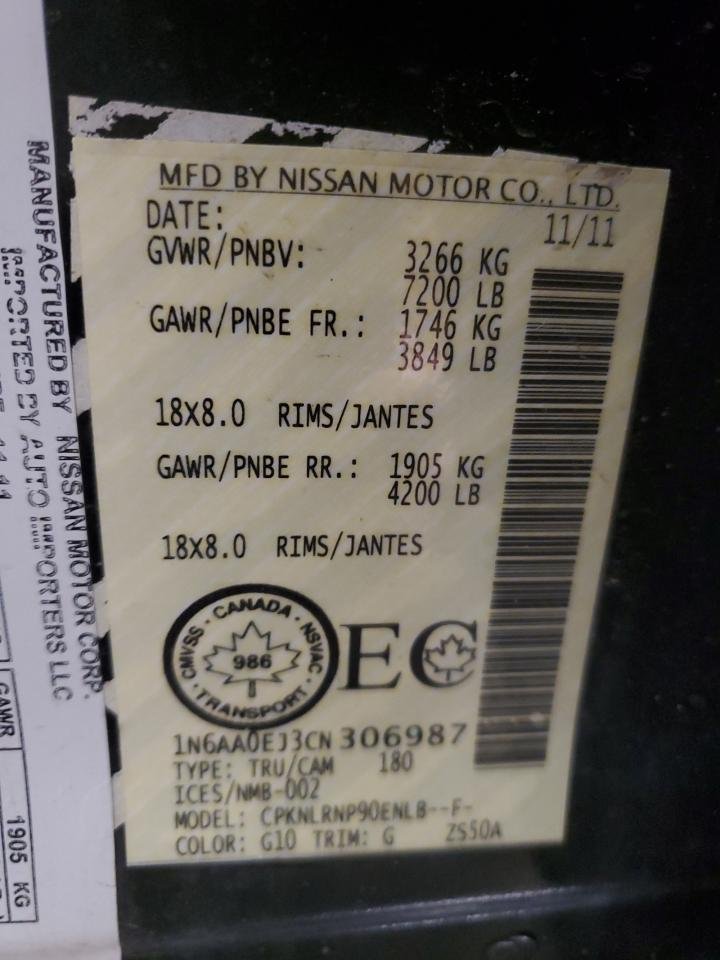 MFD BY NISSAN MOTOR CO., LTD.
DATE: 11/11
GVWR/PNBV: 3266 KG
7200 LB
GAWR/PNBE FR.: 1746 KG
3849 LB
18X8.0 RIMS/JANTES
GAWR/PNBE RR.: 1905 KG
4200 LB
18X8.0 RIMS/JANTES
CANADA · NSVAC · TRANSPORT · CMVSS ·
986
EC
1N6AA0EJ3CN 306987
TYPE: TRU/CAM 180
ICES/NMB-002
MODEL: CPKNLRNP90ENLB--F-
COLOR: G10 TRIM: G ZS50A
MANUFACTURED BY NISSAN MOTOR CORP.
IMPORTED BY AUTO IMPORTERS LLC
GAWR
1905 KG